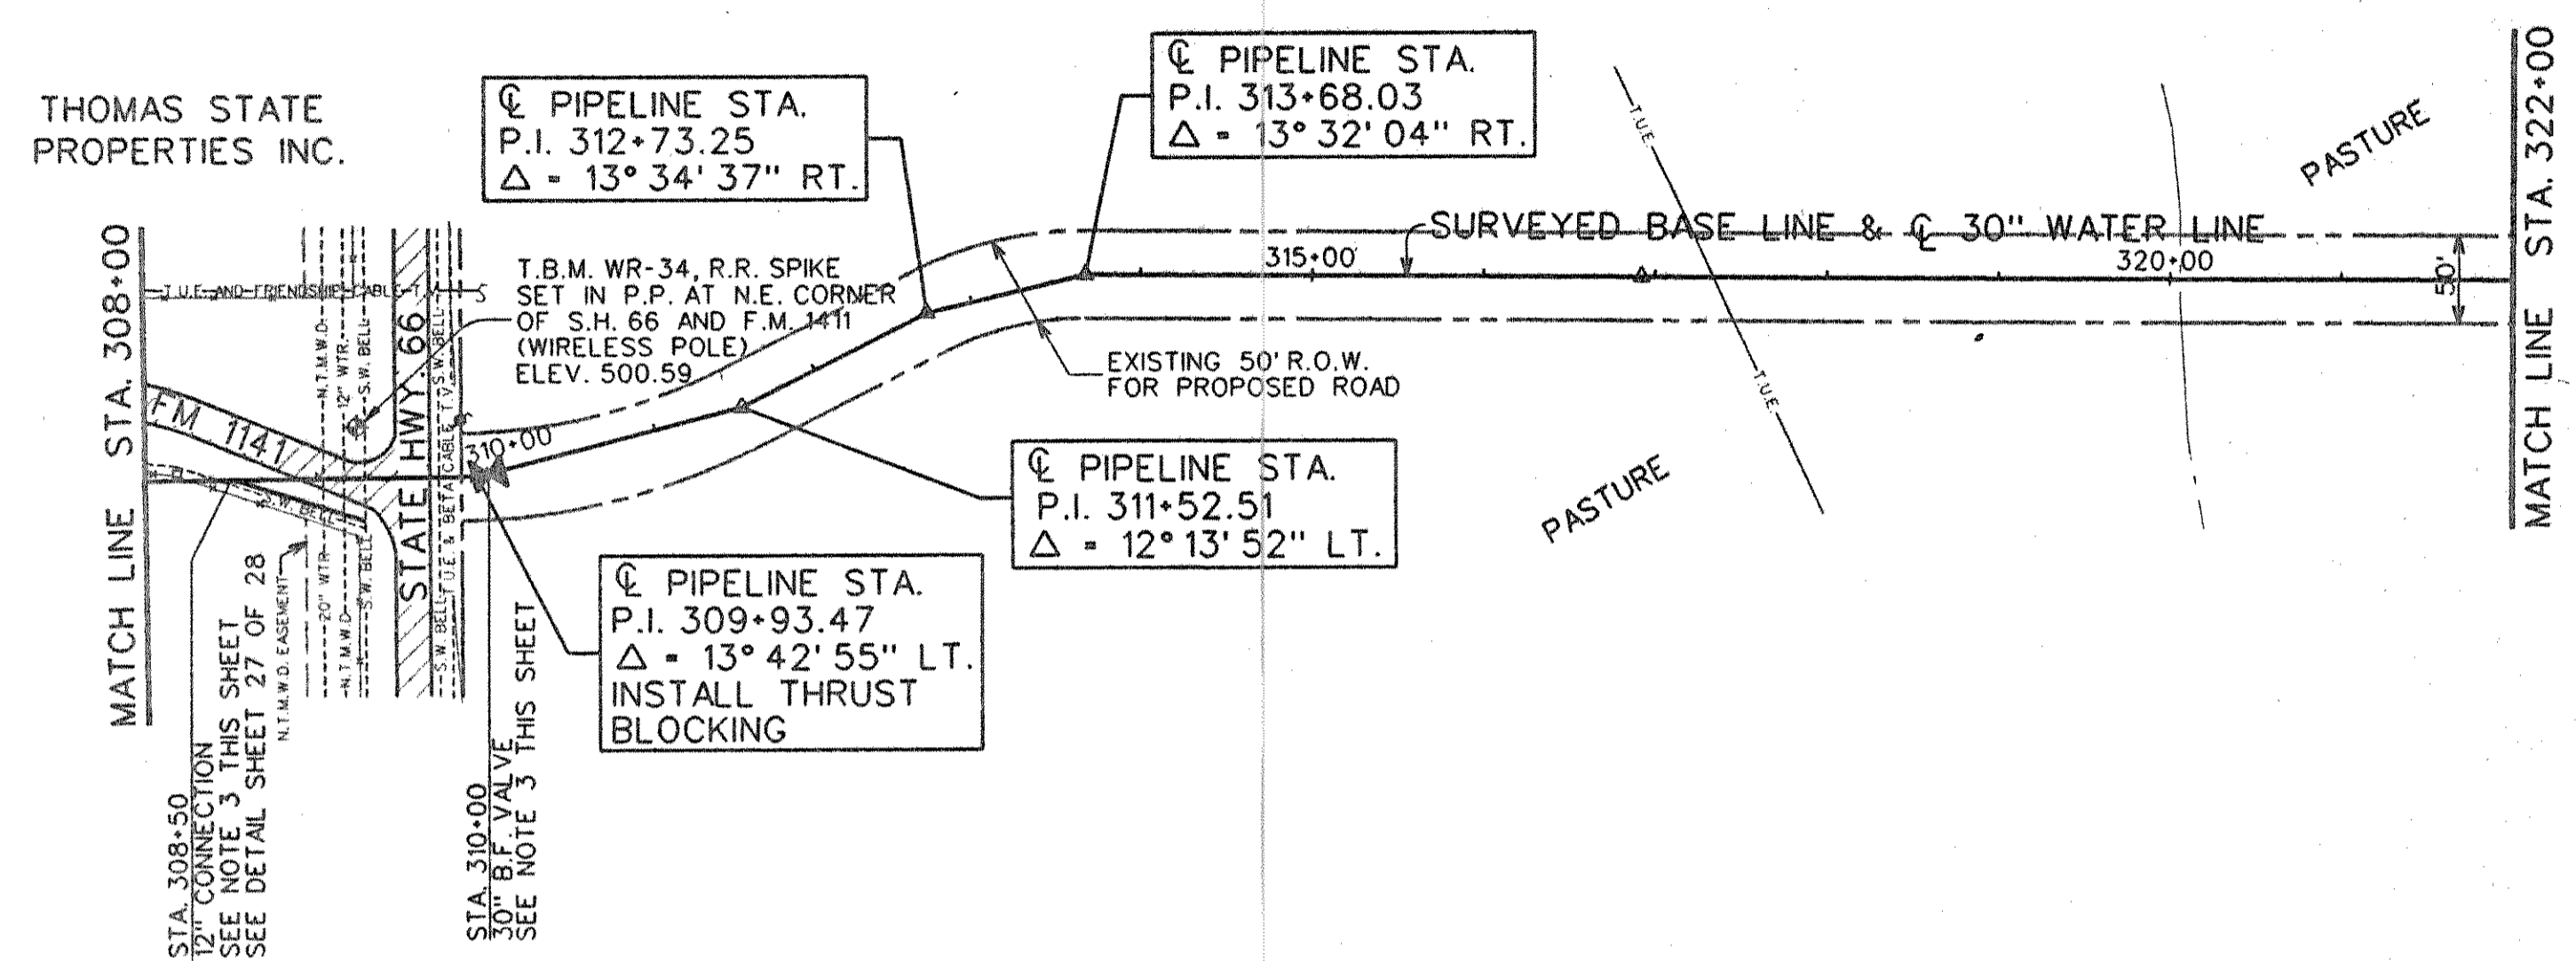 THOMAS STATE
PROPERTIES INC.
℄ PIPELINE STA.
P.I. 312+73.25
Δ = 13° 34' 37" RT.
℄ PIPELINE STA.
P.I. 313+68.03
Δ = 13° 32' 04" RT.
T.U.E.
PASTURE
MATCH LINE STA. 322+00
MATCH LINE STA. 308+00
T.U.E. AND FRIENDSHIP CABLE T.V.
N.T.M.W.D.
12" WTR.
S.W. BELL
STATE HWY. 66
S.W. BELL
T.U.E. & BETA CABLE T.V.
T.B.M. WR-34, R.R. SPIKE
SET IN P.P. AT N.E. CORNER
OF S.H. 66 AND F.M. 1411
(WIRELESS POLE)
ELEV. 500.59
SURVEYED BASE LINE & ℄ 30" WATER LINE
315+00
320+00
50'
EXISTING 50' R.O.W.
FOR PROPOSED ROAD
T.U.E.
FM 1141
310+00
S.W. BELL
℄ PIPELINE STA.
P.I. 311+52.51
Δ = 12° 13' 52" LT.
PASTURE
℄ PIPELINE STA.
P.I. 309+93.47
Δ = 13° 42' 55" LT.
INSTALL THRUST
BLOCKING
N.T.M.W.D. EASEMENT
20" WTR.
N.T.M.W.D.
S.W. BELL
S.W. BELL
STA. 308+50
12" CONNECTION
SEE NOTE 3 THIS SHEET
SEE DETAIL SHEET 27 OF 28
STA. 310+00
30" B.F. VALVE
SEE NOTE 3 THIS SHEET